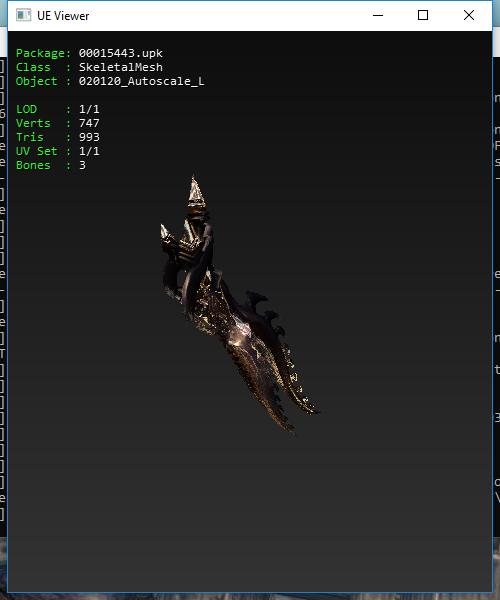 UE Viewer
Package: 00015443.upk
Class : SkeletalMesh
Object : 020120_Autoscale_L
LOD : 1/1
Verts : 747
Tris : 993
UV Set : 1/1
Bones : 3